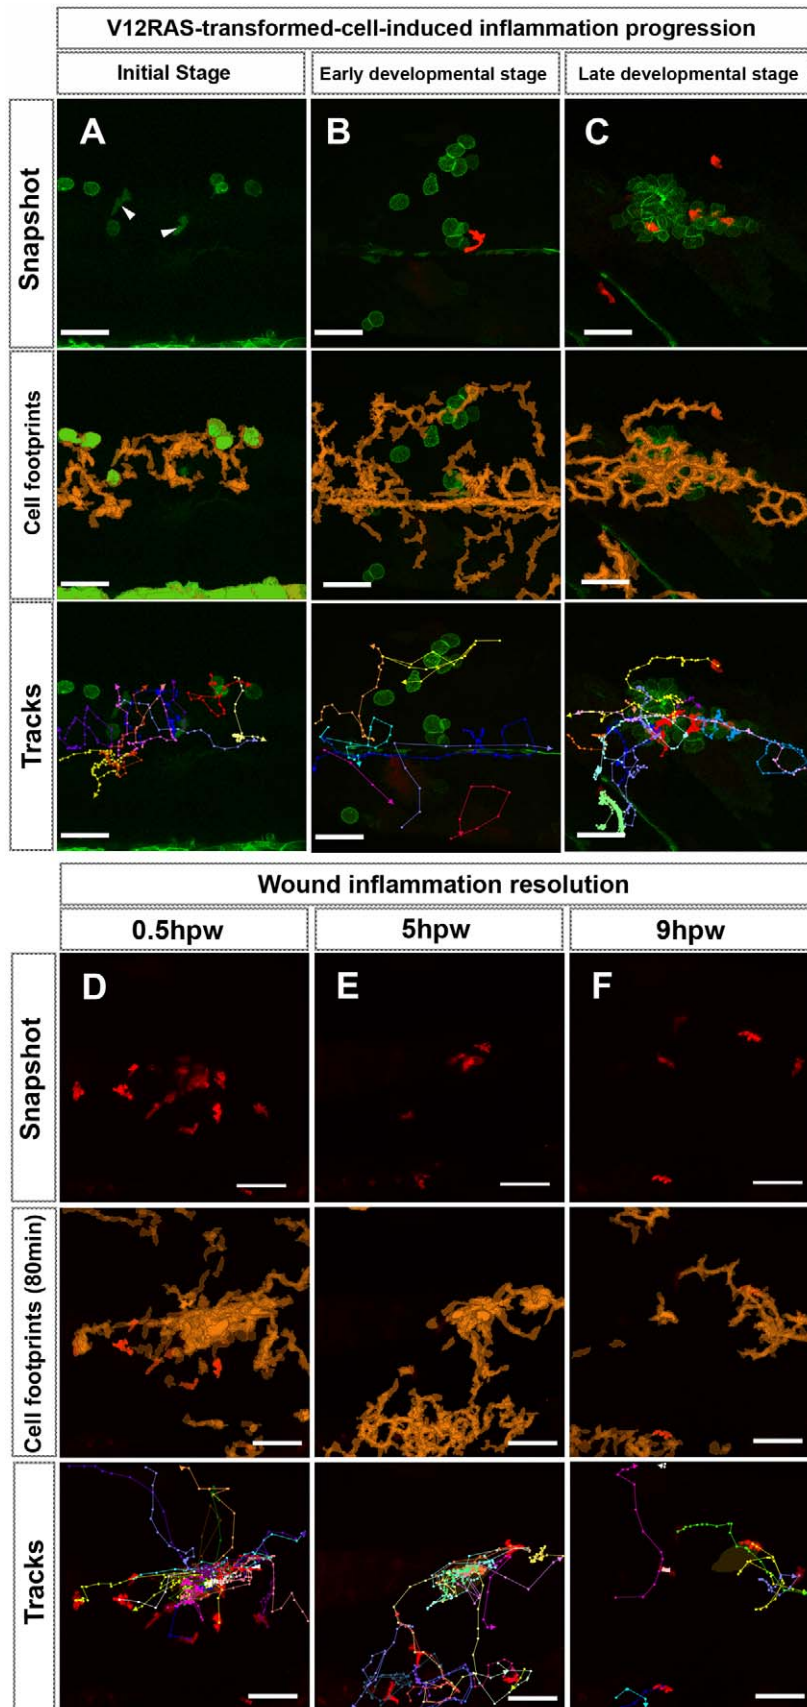 V12RAS-transformed-cell-induced inflammation progression
Initial Stage
Early developmental stage
Late developmental stage
Snapshot
A
B
C
Cell footprints
Tracks
Wound inflammation resolution
0.5hpw
5hpw
9hpw
Snapshot
D
E
F
Cell footprints (80min)
Tracks